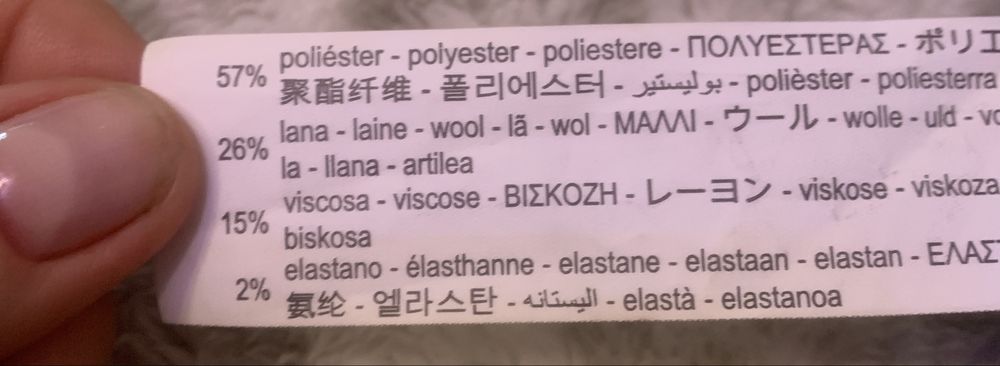 57% poliéster - polyester - poliestere - ΠΟΛΥΕΣΤΕΡΑΣ - ポリエ
聚酯纤维 - 폴리에스터 - بوليستير - polièster - poliesterra
26% lana - laine - wool - lã - wol - ΜΑΛΛΙ - ウール - wolle - uld -
la - llana - artilea
15% viscosa - viscose - ΒΙΣΚΟΖΗ - レーヨン - viskose - viskoza
biskosa
2% elastano - élasthanne - elastane - elastaan - elastan - ΕΛΑΣ
氨纶 - 엘라스탄 - اليستانه - elastà - elastanoa